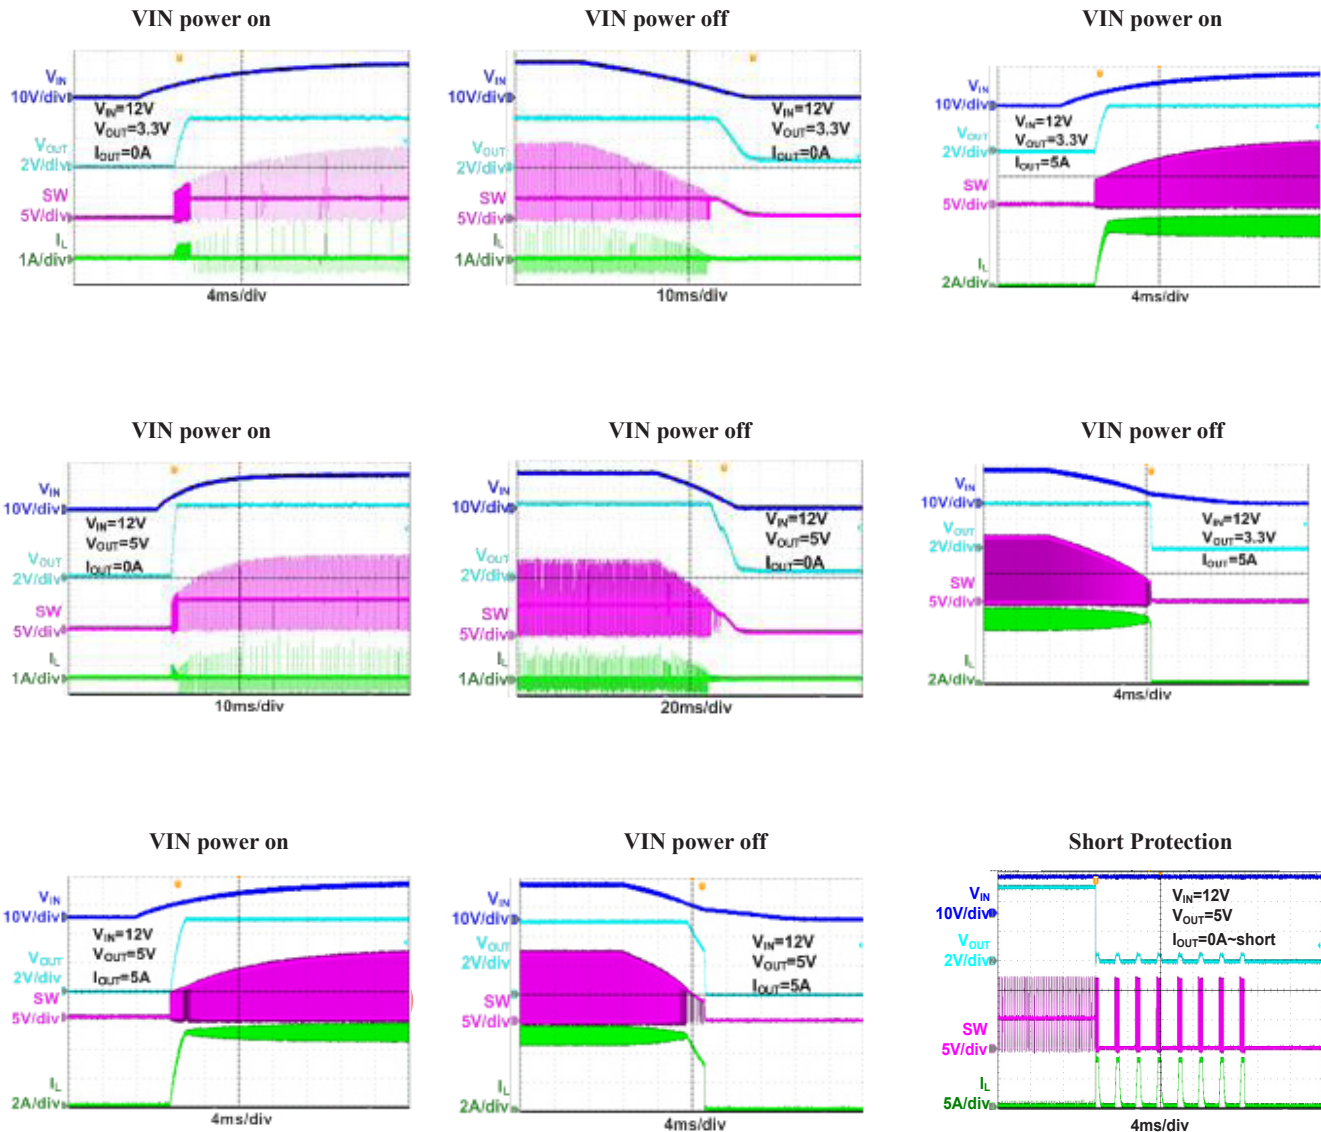 VIN power on
VIN power off
VIN power on
VIN
10V/div
VIN=12V
VOUT=3.3V
IOUT=0A
VOUT
2V/div
SW
5V/div
IL
1A/div
4ms/div
VIN
10V/div
VIN=12V
VOUT=3.3V
IOUT=0A
VOUT
2V/div
SW
5V/div
IL
1A/div
10ms/div
VIN
10V/div
VIN=12V
VOUT=3.3V
IOUT=5A
VOUT
2V/div
SW
5V/div
IL
2A/div
4ms/div
VIN power on
VIN power off
VIN power off
VIN
10V/div
VIN=12V
VOUT=5V
IOUT=0A
VOUT
2V/div
SW
5V/div
IL
1A/div
10ms/div
VIN
10V/div
VIN=12V
VOUT=5V
IOUT=0A
VOUT
2V/div
SW
5V/div
IL
1A/div
20ms/div
VIN
10V/div
VIN=12V
VOUT=3.3V
IOUT=5A
VOUT
2V/div
SW
5V/div
IL
2A/div
4ms/div
VIN power on
VIN power off
Short Protection
VIN
10V/div
VIN=12V
VOUT=5V
IOUT=5A
VOUT
2V/div
SW
5V/div
IL
2A/div
4ms/div
VIN
10V/div
VIN=12V
VOUT=5V
IOUT=5A
VOUT
2V/div
SW
5V/div
IL
2A/div
4ms/div
VIN
10V/div
VIN=12V
VOUT=5V
IOUT=0A~short
VOUT
2V/div
SW
5V/div
IL
5A/div
4ms/div